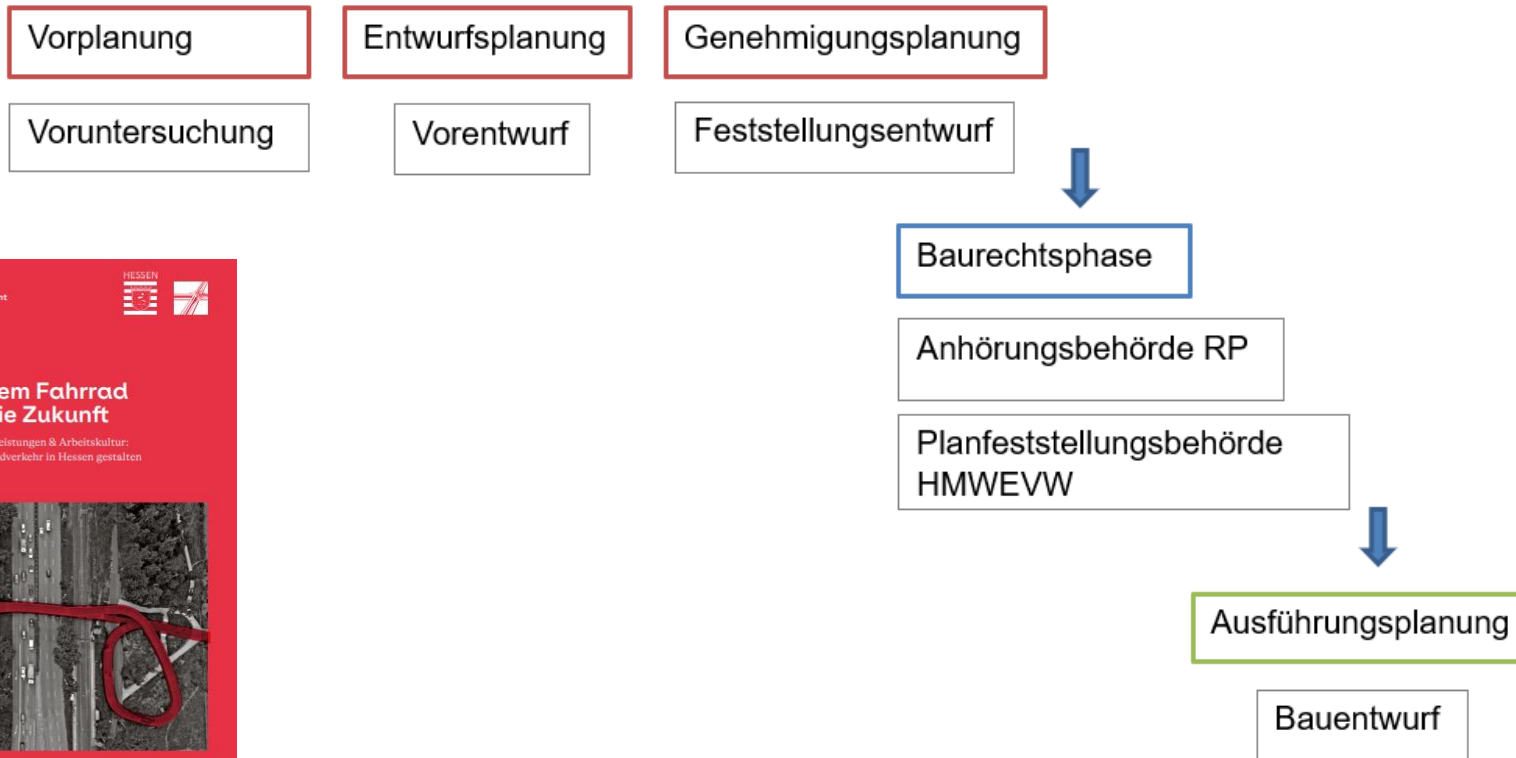 Vorplanung
Entwurfsplanung
Genehmigungsplanung
Voruntersuchung
Vorentwurf
Feststellungsentwurf
Baurechtsphase
Anhörungsbehörde RP
Planfeststellungsbehörde
HMWEVW
Ausführungsplanung
Bauentwurf
HESSEN
em Fahrrad
ie Zukunft
eistungen & Arbeitskultur:
dverkehr in Hessen gestalten